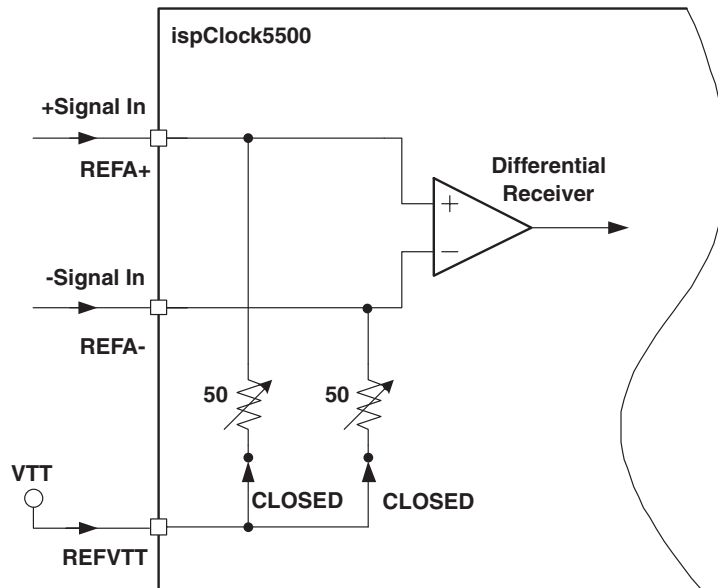 ispClock5500
+Signal In
REFA+
Differential
Receiver
+
−
-Signal In
REFA-
50
50
VTT
CLOSED
CLOSED
REFVTT